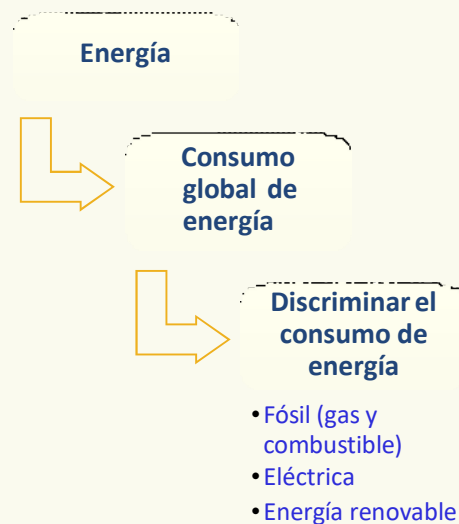 Energía
Consumo
global de
energía
Discriminar el
consumo de
energía
• Fósil (gas y
combustible)
• Eléctrica
• Energía renovable